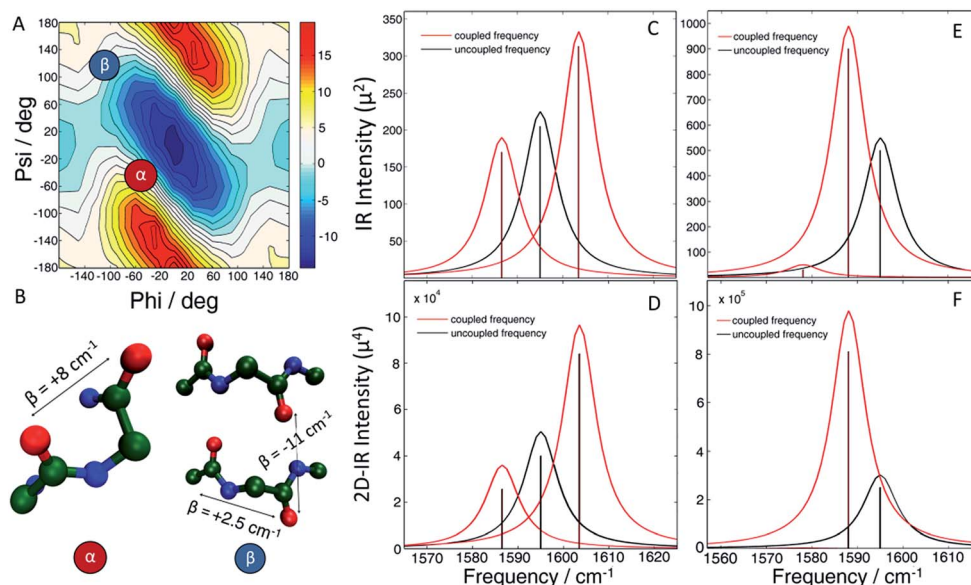 A
180
140
100
60
20
-20
-60
-100
-140
-180
Psi / deg
-140
-100
-60
-20
20
60
100
140
180
Phi / deg
15
10
5
0
-5
-10
β
α
B
β = +8 cm⁻¹
β = -11 cm⁻¹
β = +2.5 cm⁻¹
α
β
C
coupled frequency
uncoupled frequency
350
300
250
200
150
100
50
IR Intensity (μ²)
D
x 10⁴
coupled frequency
uncoupled frequency
10
8
6
4
2
0
2D-IR Intensity (μ⁴)
1570
1580
1590
1600
1610
1620
Frequency / cm⁻¹
E
coupled frequency
uncoupled frequency
1000
900
800
700
600
500
400
300
200
100
F
x 10⁵
coupled frequency
uncoupled frequency
10
8
6
4
2
0
1560
1570
1580
1590
1600
1610
Frequency / cm⁻¹